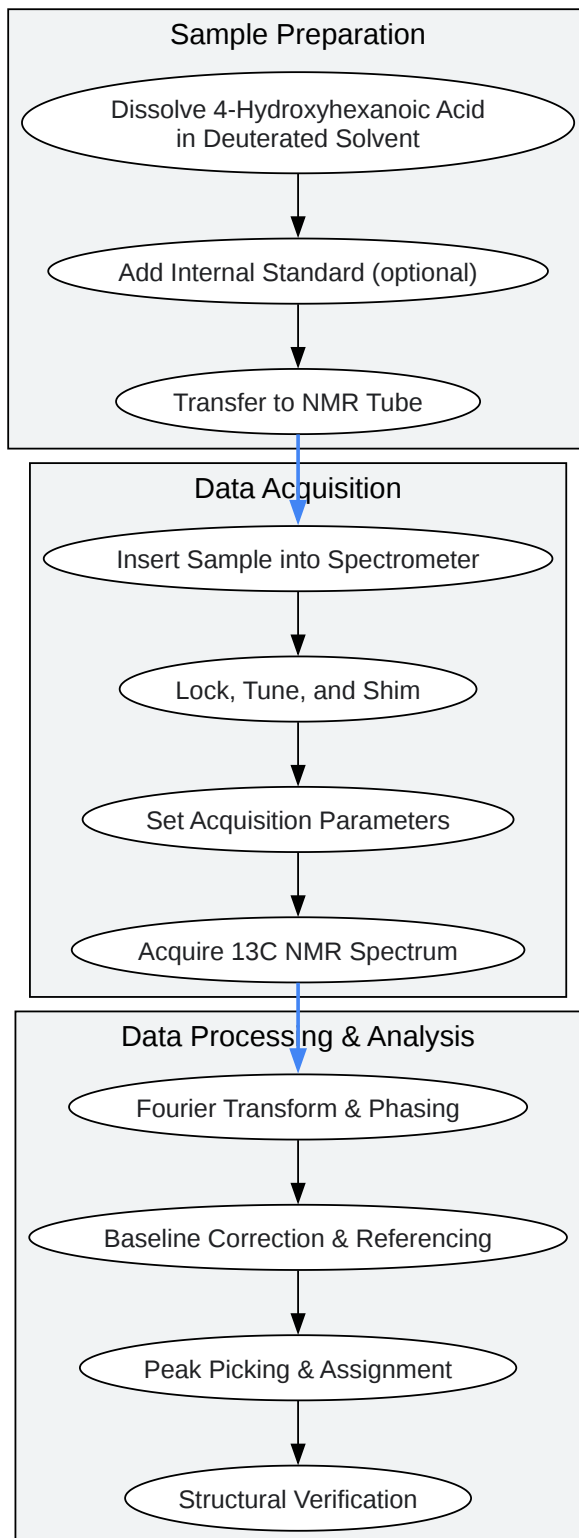 Sample Preparation
Dissolve 4-Hydroxyhexanoic Acid
in Deuterated Solvent
Add Internal Standard (optional)
Transfer to NMR Tube
Data Acquisition
Insert Sample into Spectrometer
Lock, Tune, and Shim
Set Acquisition Parameters
Acquire 13C NMR Spectrum
Data Processing & Analysis
Fourier Transform & Phasing
Baseline Correction & Referencing
Peak Picking & Assignment
Structural Verification